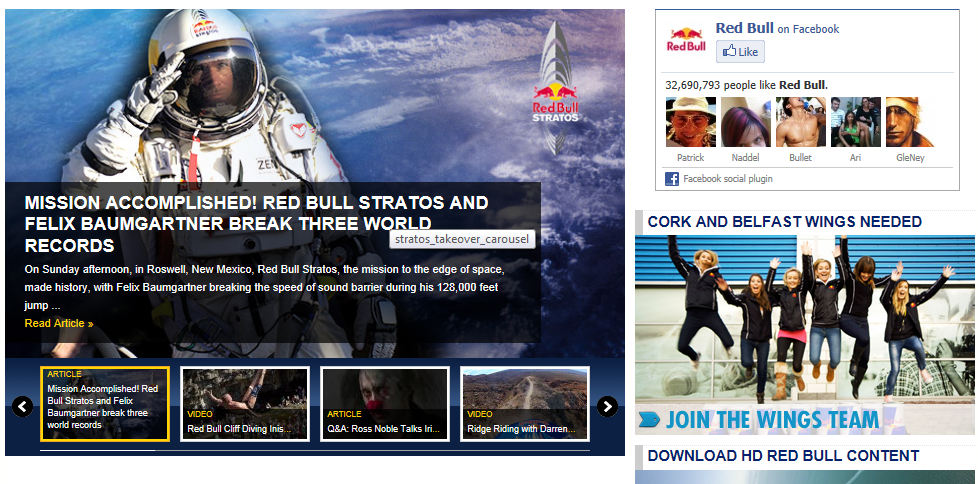 Red Bull
STRATOS
ZEN
MISSION ACCOMPLISHED! RED BULL STRATOS AND
FELIX BAUMGARTNER BREAK THREE WORLD
RECORDS
stratos_takeover_carousel
On Sunday afternoon, in Roswell, New Mexico, Red Bull Stratos, the mission to the edge of space,
made history, with Felix Baumgartner breaking the speed of sound barrier during his 128,000 feet
jump ...
Read Article »
ARTICLE
Mission Accomplished! Red
Bull Stratos and Felix
Baumgartner break three
world records
VIDEO
Red Bull Cliff Diving Inis...
ARTICLE
Q&A: Ross Noble Talks Iri...
VIDEO
Ridge Riding with Darren...
Red Bull
Red Bull on Facebook
Like
32,690,793 people like Red Bull.
Patrick Naddel Bullet Ari GleNey
Facebook social plugin
CORK AND BELFAST WINGS NEEDED
JOIN THE WINGS TEAM
DOWNLOAD HD RED BULL CONTENT